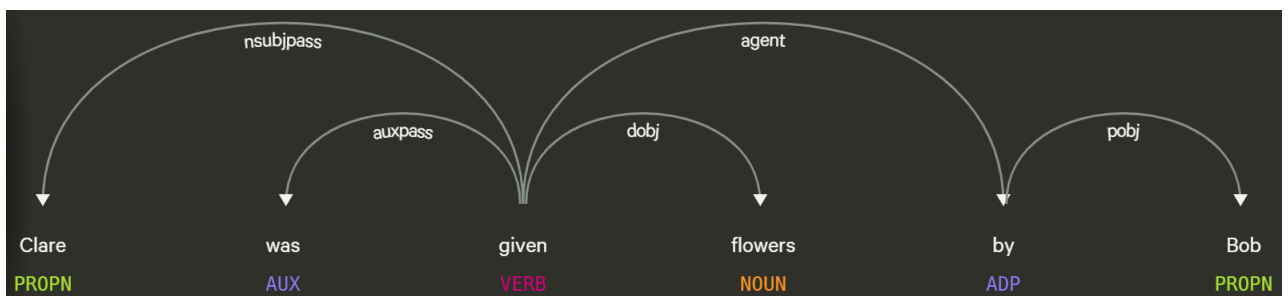 nsubjpass agent
auxpass dobj pobj
Clare was given flowers by Bob
PROPN AUX VERB NOUN ADP PROPN